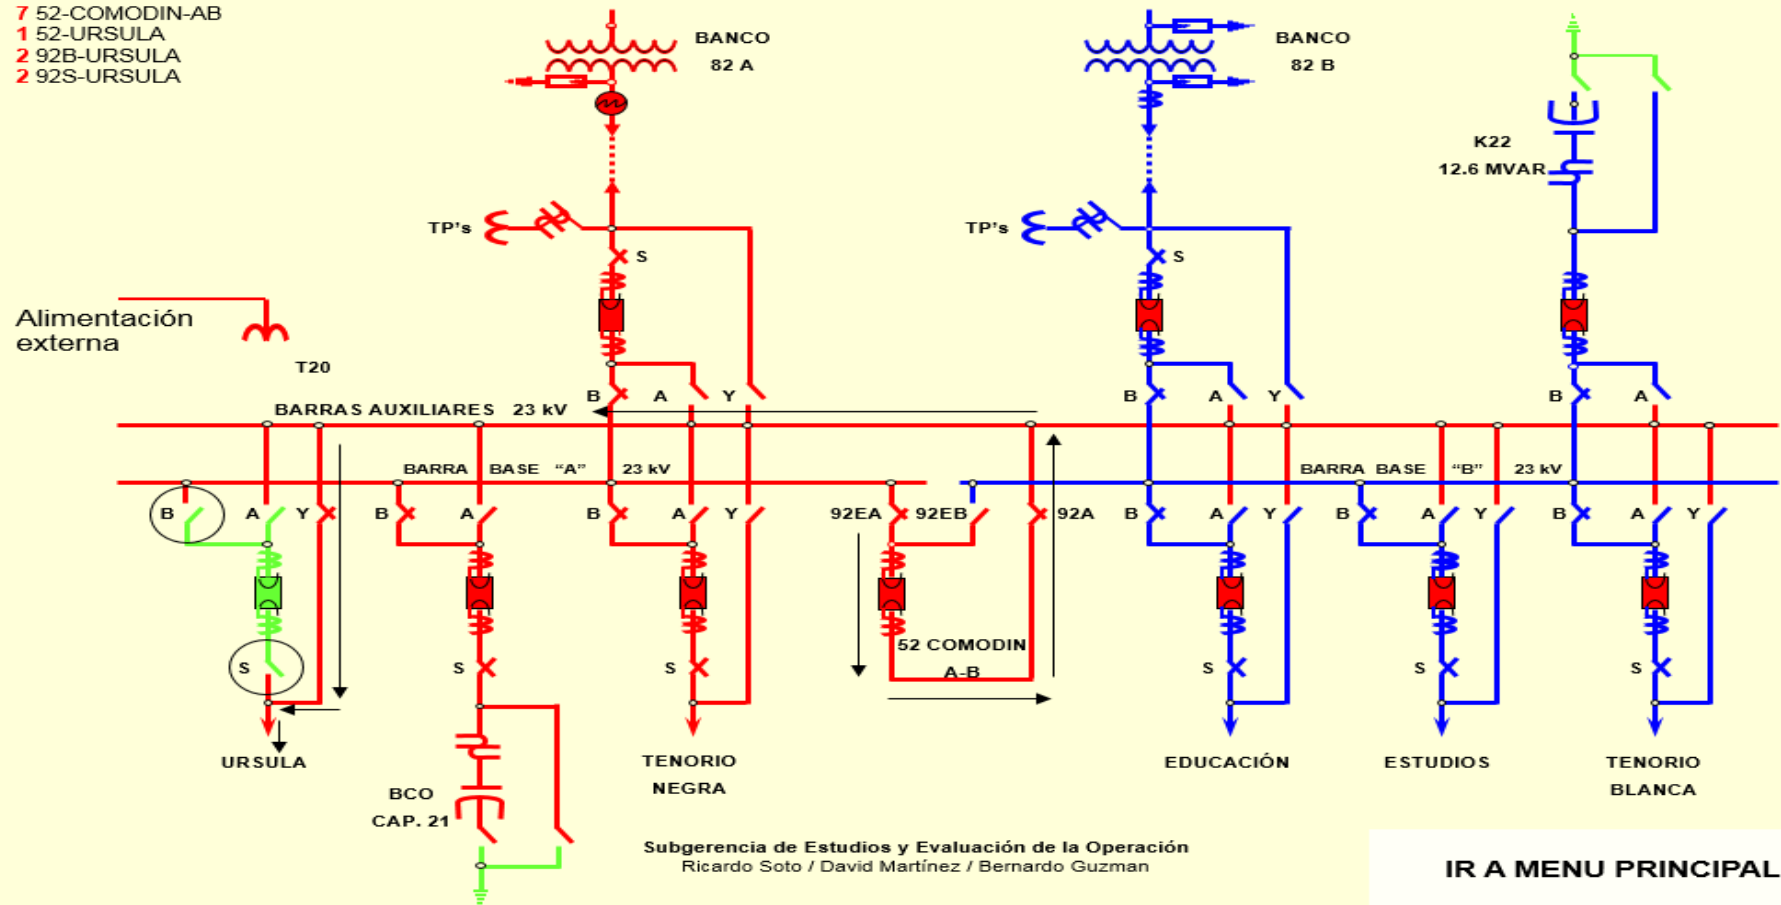 7 52-COMODIN-AB
1 52-URSULA
2 92B-URSULA
2 92S-URSULA
BANCO
82 A
BANCO
82 B
K22
12.6 MVAR
TP's
S
TP's
S
Alimentación
externa
T20
B A Y
B A Y
B A
BARRAS AUXILIARES 23 kV
BARRA BASE "A" 23 kV
BARRA BASE "B" 23 kV
B A Y
B A
B A Y
92EA 92EB 92A
B A Y
B A Y
B A Y
S
S
S
52 COMODIN
A-B
S
S
S
URSULA
BCO
CAP. 21
TENORIO
NEGRA
EDUCACIÓN
ESTUDIOS
TENORIO
BLANCA
Subgerencia de Estudios y Evaluación de la Operación
Ricardo Soto / David Martínez / Bernardo Guzman
IR A MENU PRINCIPAL